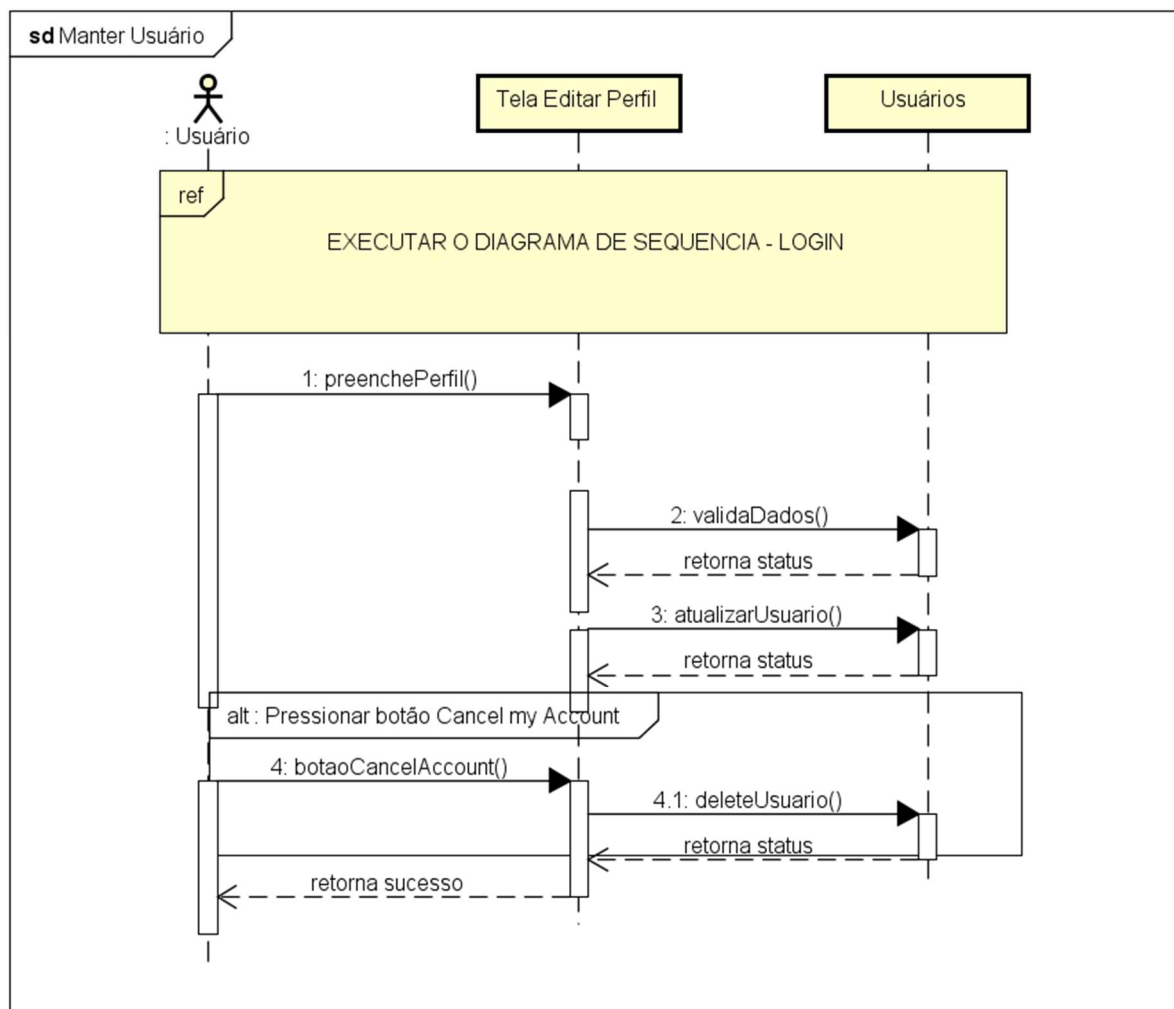 sd Manter Usuário
: Usuário
Tela Editar Perfil
Usuários
ref
EXECUTAR O DIAGRAMA DE SEQUENCIA - LOGIN
1: preenchePerfil()
2: validaDados()
retorna status
3: atualizarUsuario()
retorna status
alt : Pressionar botão Cancel my Account
4: botaoCancelAccount()
4.1: deleteUsuario()
retorna status
retorna sucesso